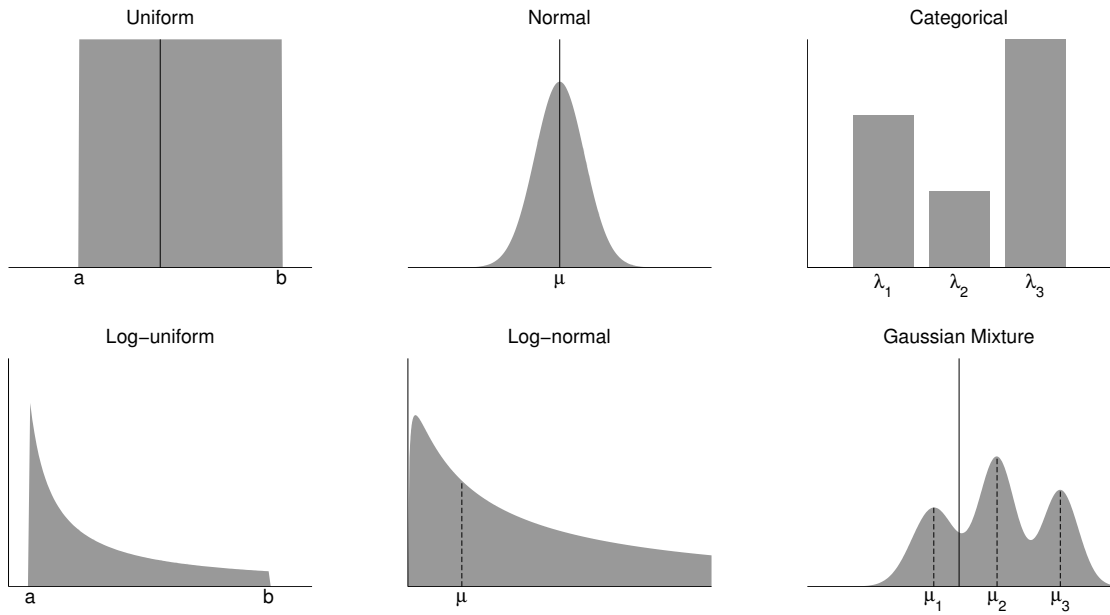 Uniform
a b
Normal
μ
Categorical
λ1 λ2 λ3
Log−uniform
a b
Log−normal
μ
Gaussian Mixture
μ1 μ2 μ3